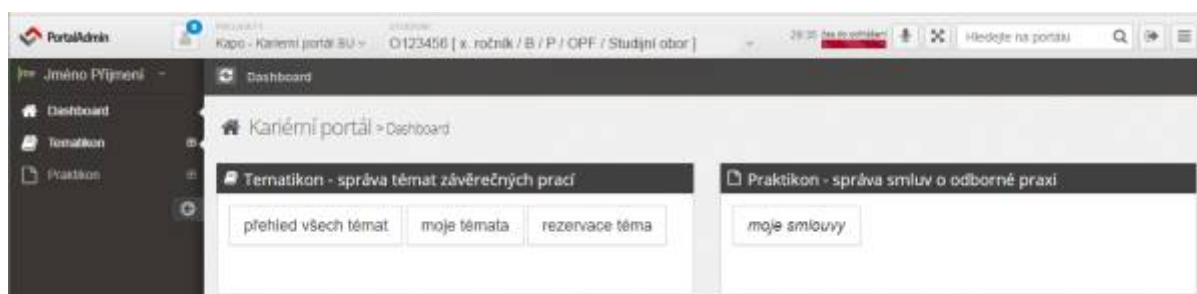 PortalAdmin
0
Kapo - Kariérní portál SU
O123456 [ x. ročník / B / P / OPF / Studijní obor ]
Hledejte na portálu
Jméno Příjmení
Dashboard
Dashboard
Tematikon
Praktikon
Kariérní portál > Dashboard
Tematikon - správa témat závěrečných prací
Praktikon - správa smluv o odborné praxi
přehled všech témat
moje témata
rezervace téma
moje smlouvy